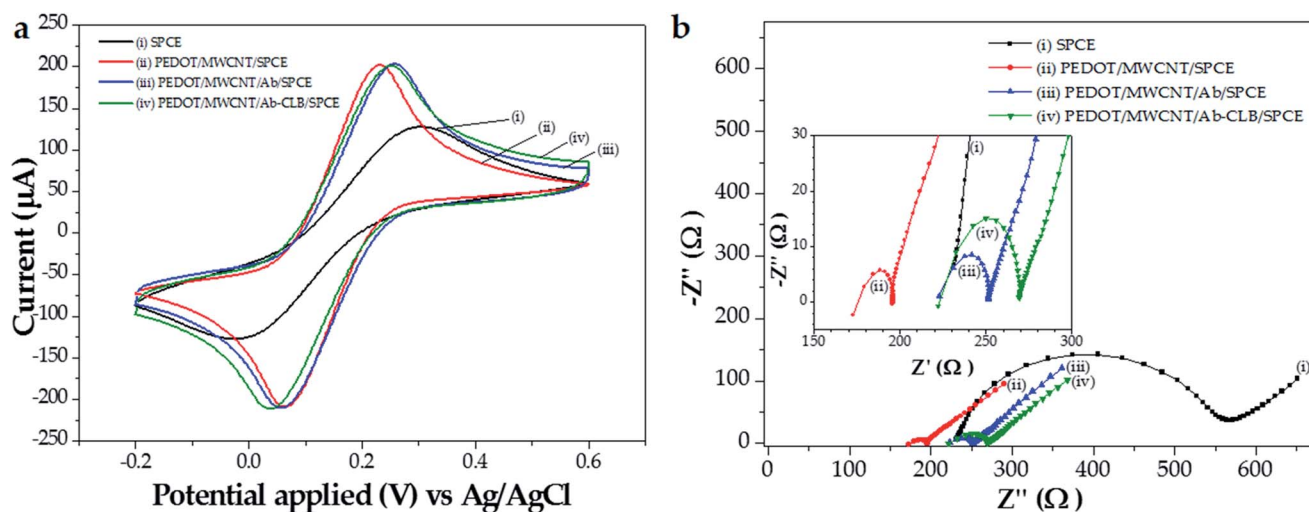 a
(i) SPCE
(ii) PEDOT/MWCNT/SPCE
(iii) PEDOT/MWCNT/Ab/SPCE
(iv) PEDOT/MWCNT/Ab-CLB/SPCE
250
200
150
100
50
0
-50
-100
-150
-200
-250
Current (µA)
(i)
(ii)
(iv)
(iii)
-0.2
0.0
0.2
0.4
0.6
Potential applied (V) vs Ag/AgCl
b
(i) SPCE
(ii) PEDOT/MWCNT/SPCE
(iii) PEDOT/MWCNT/Ab/SPCE
(iv) PEDOT/MWCNT/Ab-CLB/SPCE
600
500
400
300
200
100
0
-Z'' (Ω)
30
20
10
0
-Z'' (Ω)
(i)
(ii)
(iii)
(iv)
150
200
250
300
Z' (Ω)
(i)
(ii)
(iii)
(iv)
0
100
200
300
400
500
600
Z'' (Ω)